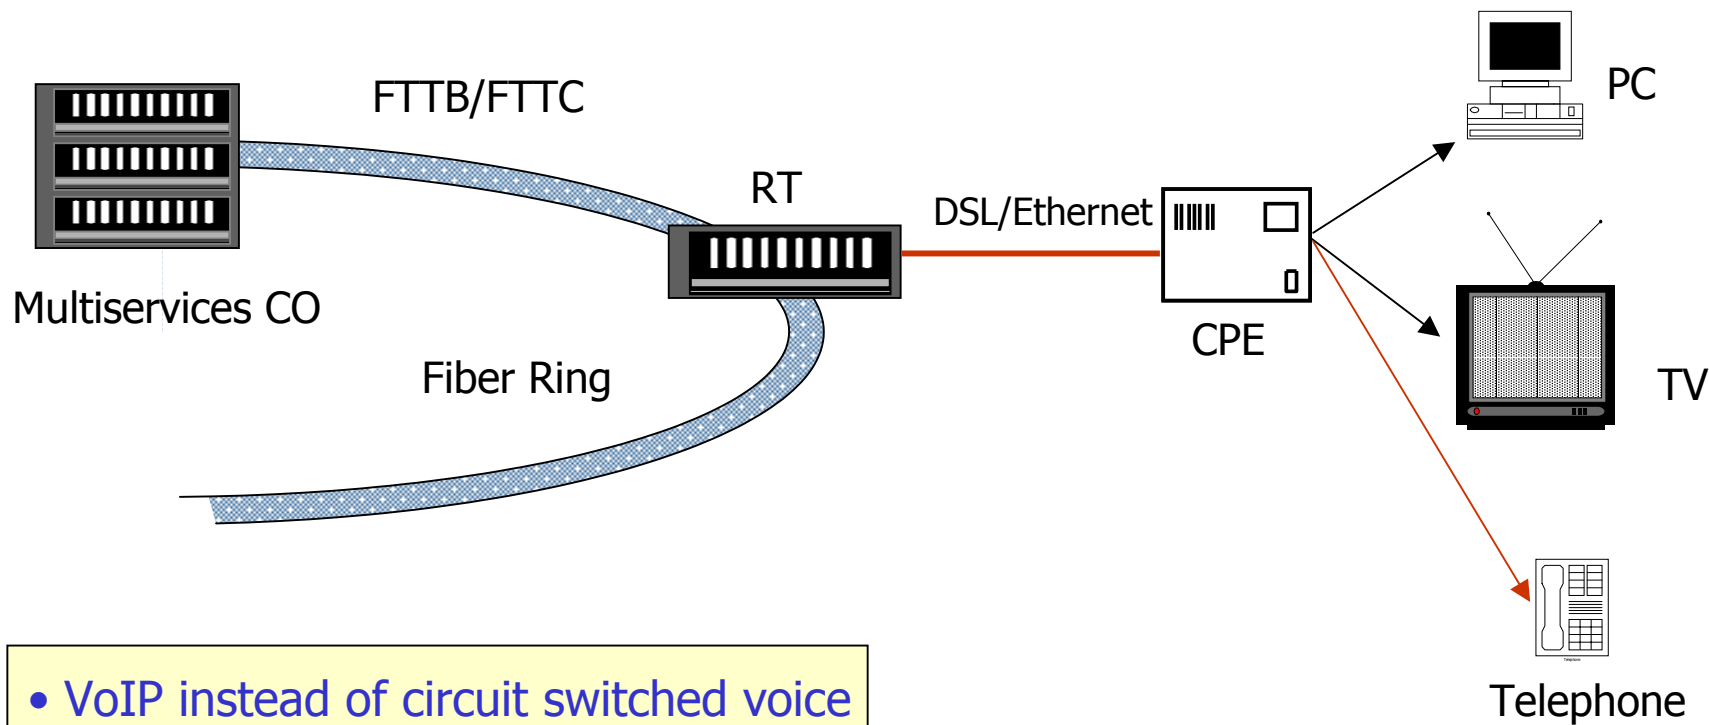 FTTB/FTTC
PC
RT
DSL/Ethernet
Multiservices CO
CPE
Fiber Ring
TV
Telephone
• VoIP instead of circuit switched voice
Telephone